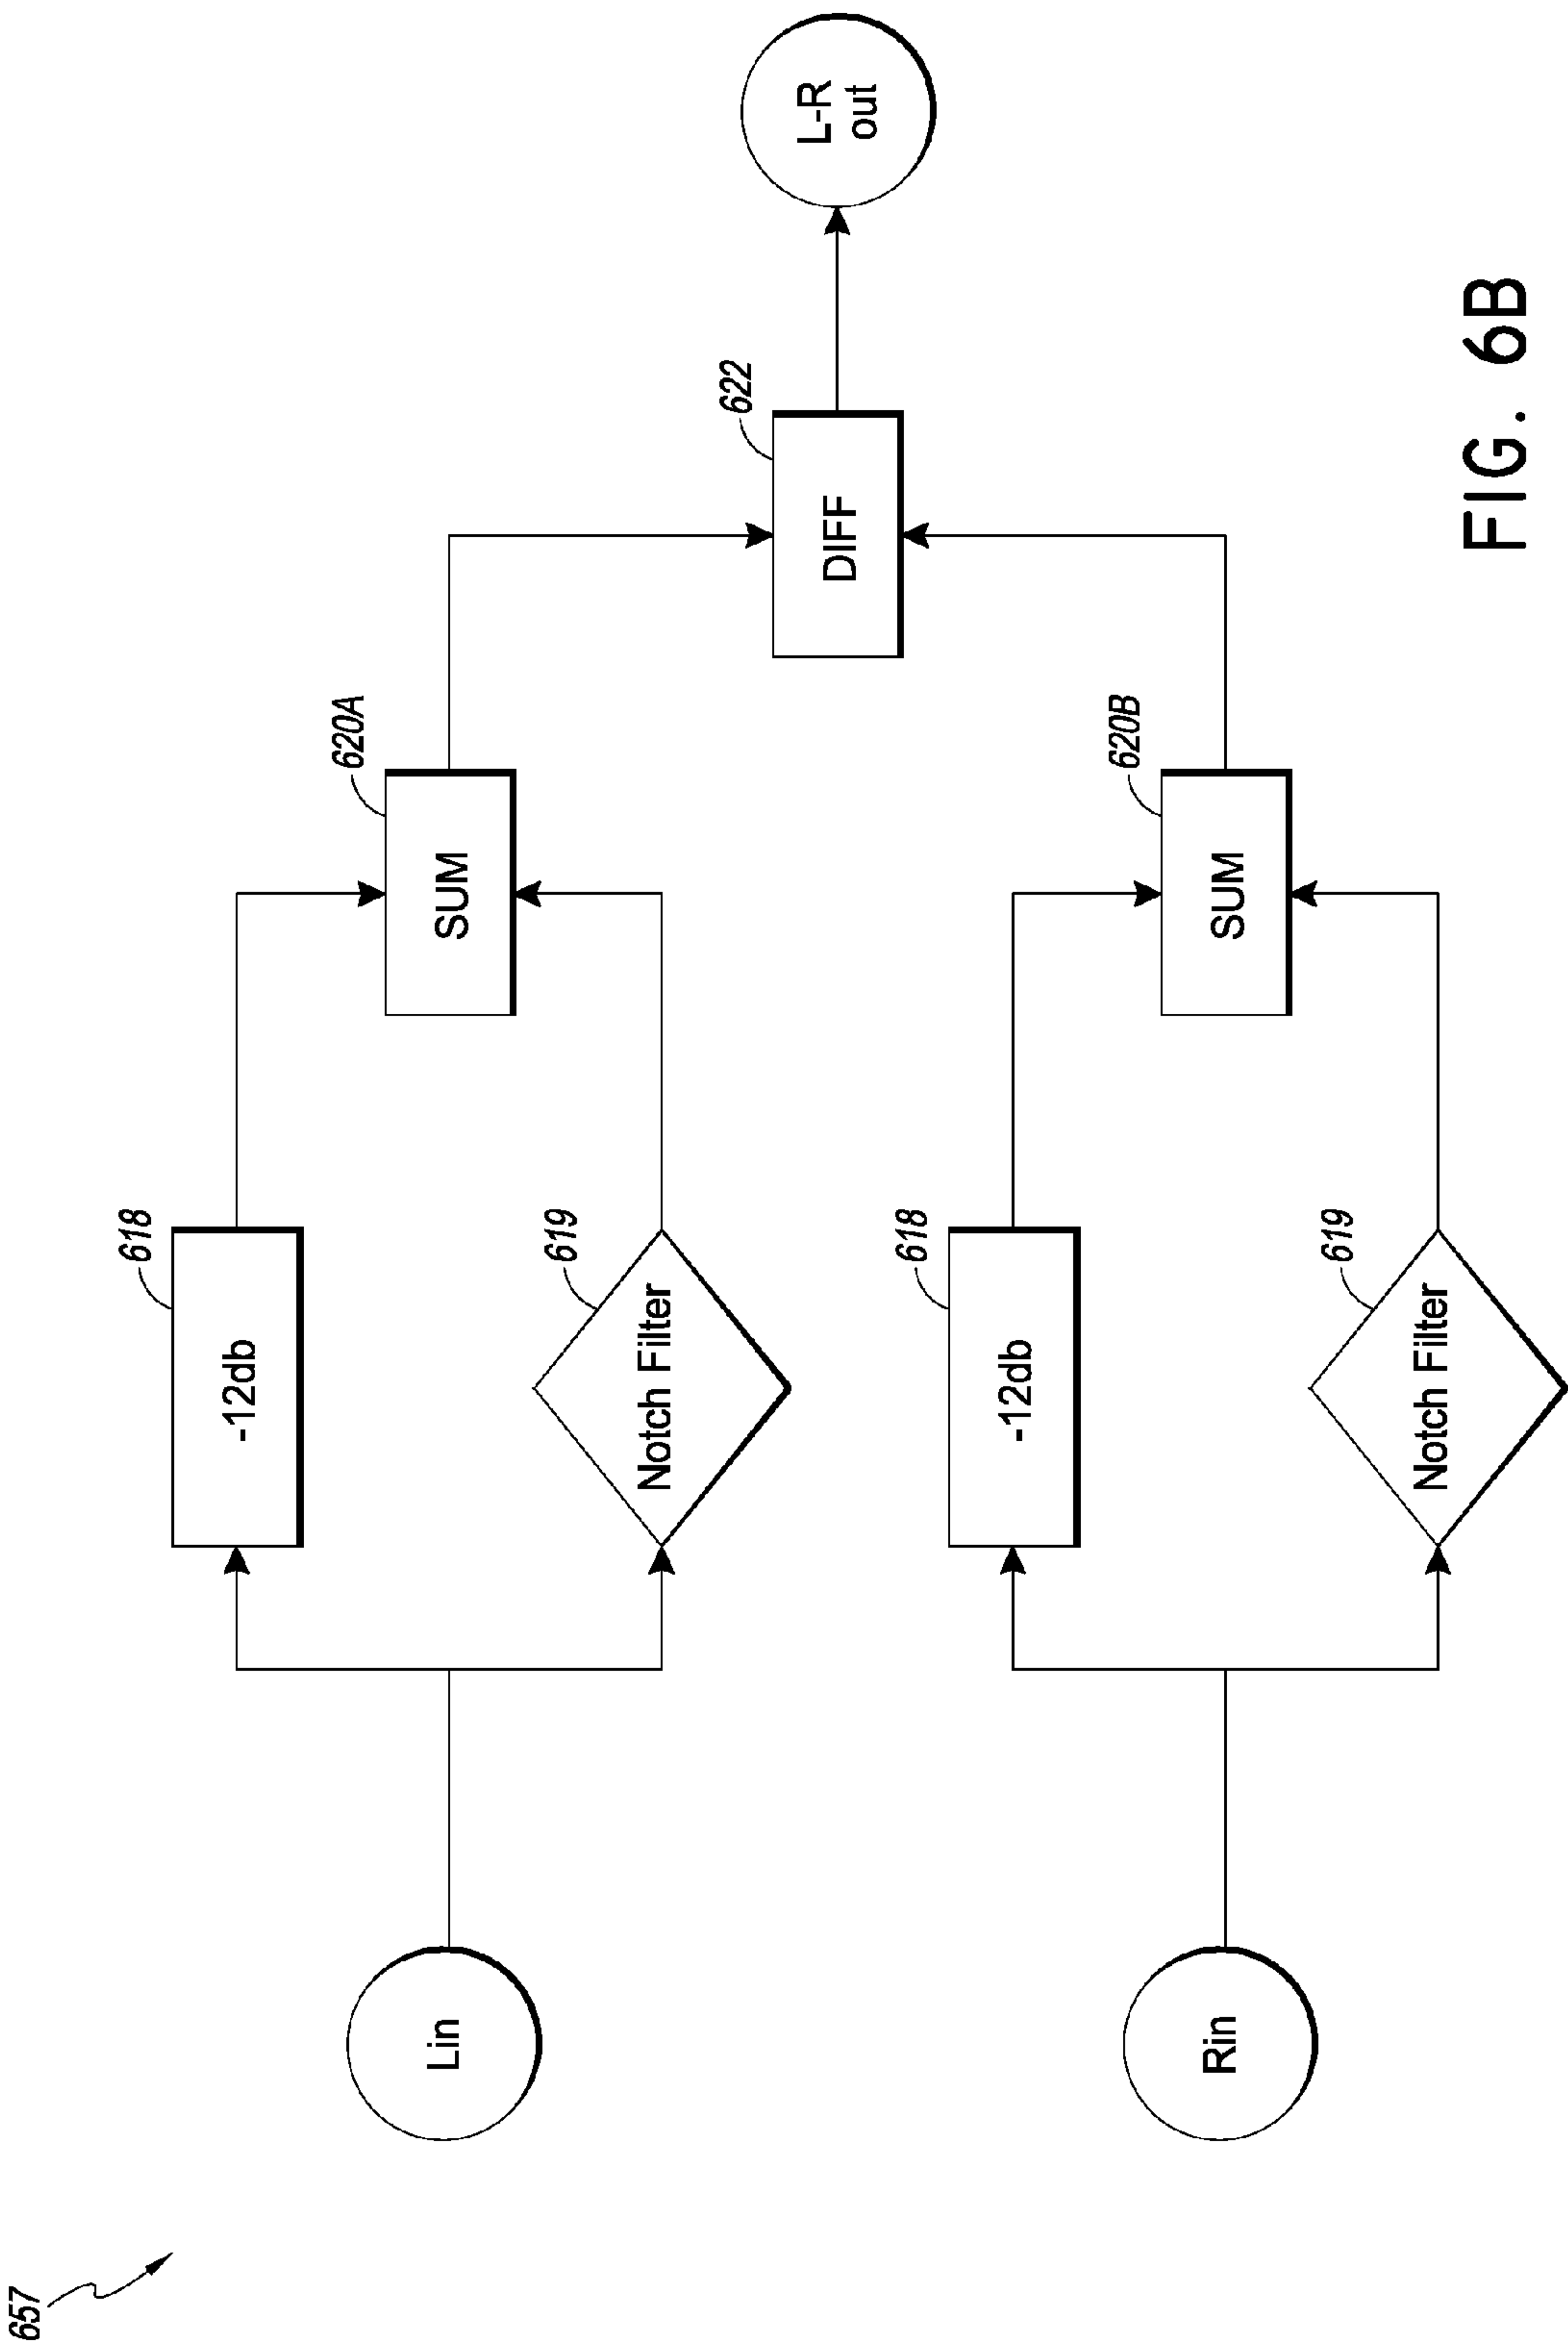 657
Lin
618
-12db
619
Notch Filter
620A
SUM
622
DIFF
L-R
out
Rin
618
-12db
619
Notch Filter
620B
SUM
FIG. 6B